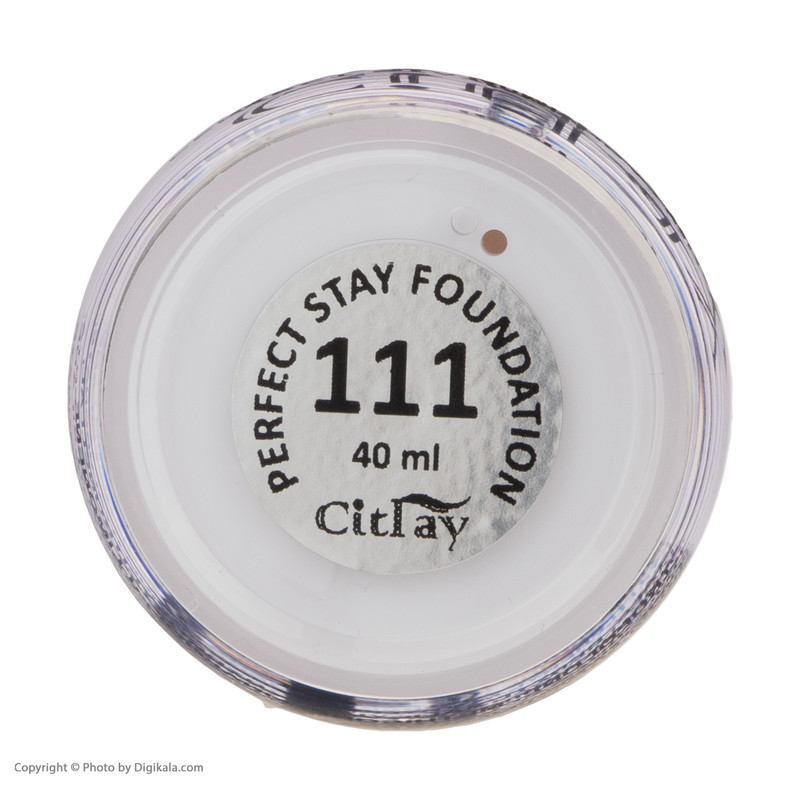 PERFECT STAY FOUNDATION
111
40 ml
Citray
Copyright © Photo by Digikala.com